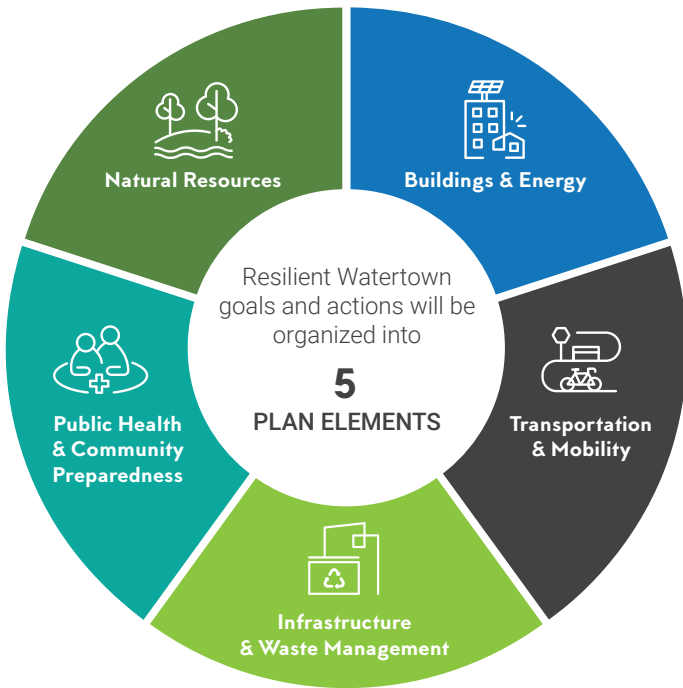 Natural Resources
Buildings & Energy
Resilient Watertown
goals and actions will be
organized into
5
PLAN ELEMENTS
Public Health
& Community
Preparedness
Transportation
& Mobility
Infrastructure
& Waste Management